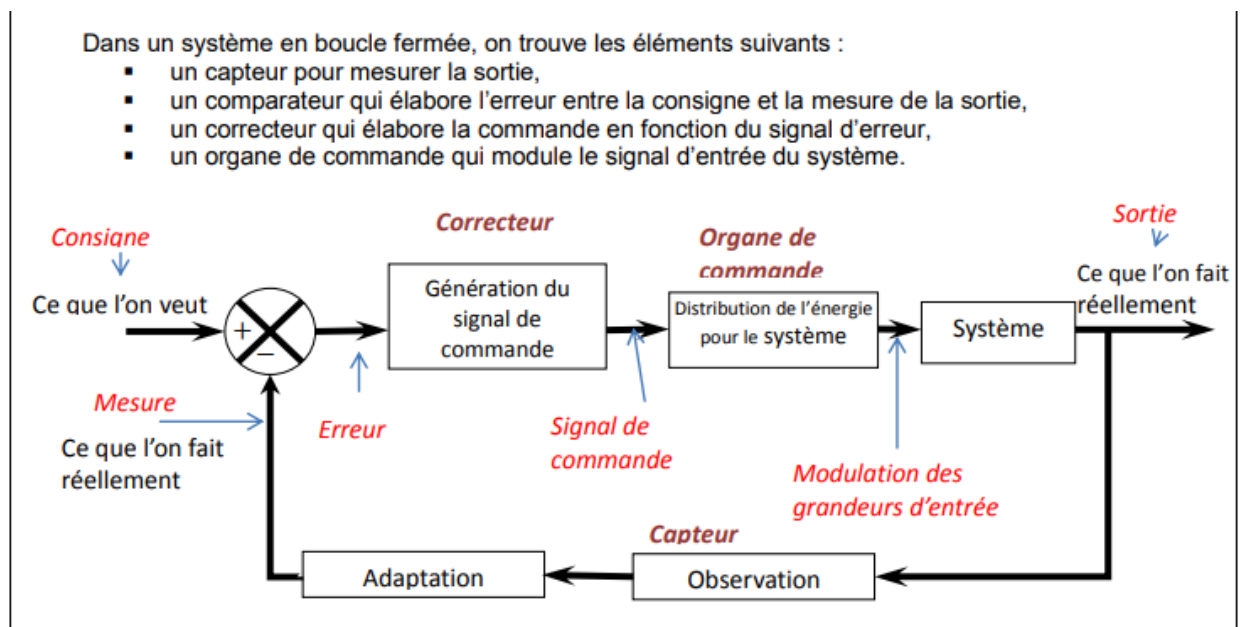 Dans un système en boucle fermée, on trouve les éléments suivants :
▪ un capteur pour mesurer la sortie,
▪ un comparateur qui élabore l'erreur entre la consigne et la mesure de la sortie,
▪ un correcteur qui élabore la commande en fonction du signal d'erreur,
▪ un organe de commande qui module le signal d'entrée du système.
Consigne
Ce que l'on veut
+
−
Correcteur
Génération du
signal de
commande
Organe de
commande
Distribution de l'énergie
pour le système
Système
Sortie
Ce que l'on fait
réellement
Mesure
Ce que l'on fait
réellement
Erreur
Signal de
commande
Modulation des
grandeurs d'entrée
Capteur
Adaptation
Observation